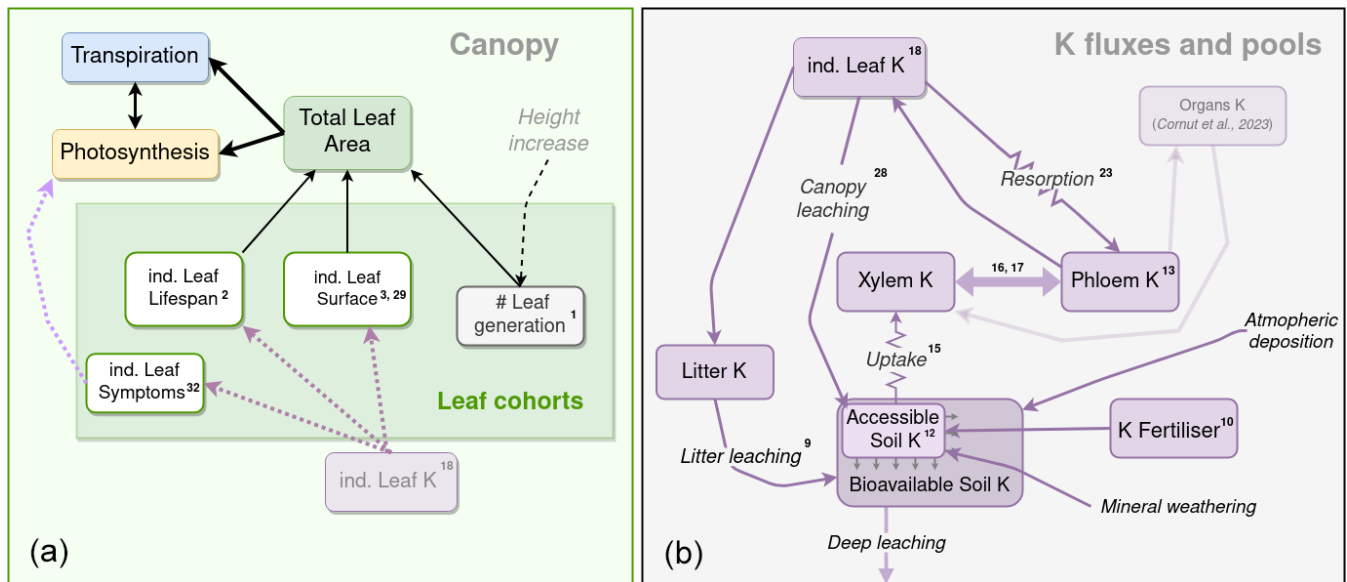 Canopy
Transpiration
Total Leaf
Area
Height
increase
Photosynthesis
ind. Leaf
Lifespan 2
ind. Leaf
Surface 3, 29
# Leaf
generation 1
ind. Leaf
Symptoms 32
Leaf cohorts
ind. Leaf K 18
(a)
K fluxes and pools
ind. Leaf K 18
Organs K
(Cornut et al., 2023)
Canopy 28
leaching
Resorption 23
Xylem K
16, 17
Phloem K 13
Atmopheric
deposition
Uptake 15
Litter K
Accessible
Soil K 12
K Fertiliser 10
Litter leaching 9
Bioavailable Soil K
Mineral weathering
Deep leaching
(b)